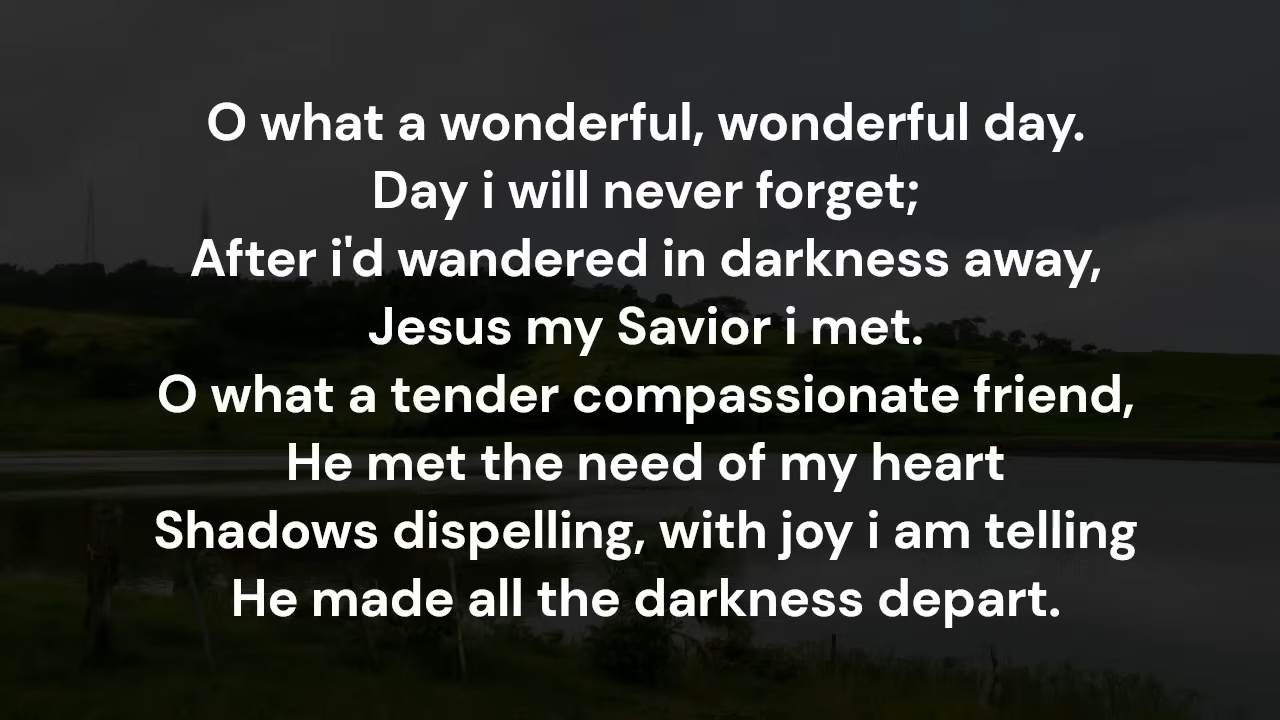 O what a wonderful, wonderful day.
Day i will never forget;
After i'd wandered in darkness away,
Jesus my Savior i met.
O what a tender compassionate friend,
He met the need of my heart
Shadows dispelling, with joy i am telling
He made all the darkness depart.